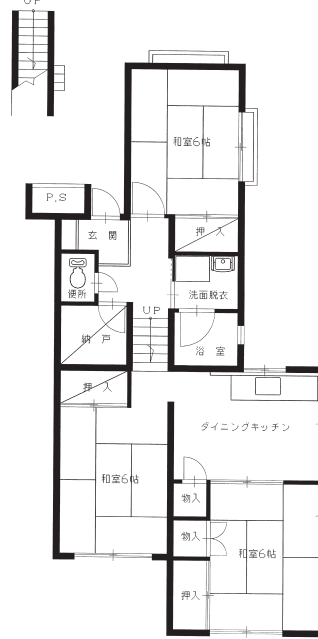 UP
和室6帖
P.S
玄関
押入
便所
洗面脱衣
納戸
UP
浴室
押入
ダイニングキッチン
和室6帖
物入
物入
和室6帖
押入